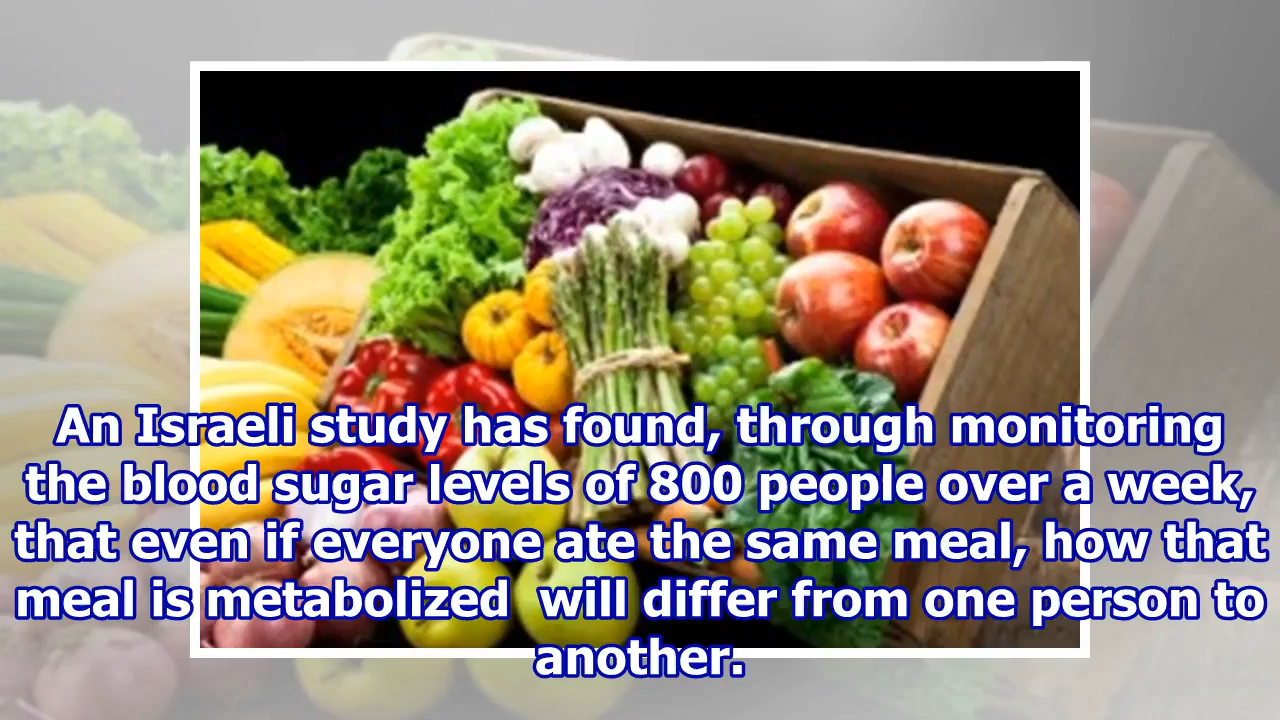 An Israeli study has found, through monitoring
the blood sugar levels of 800 people over a week,
that even if everyone ate the same meal, how that
meal is metabolized  will differ from one person to
another.